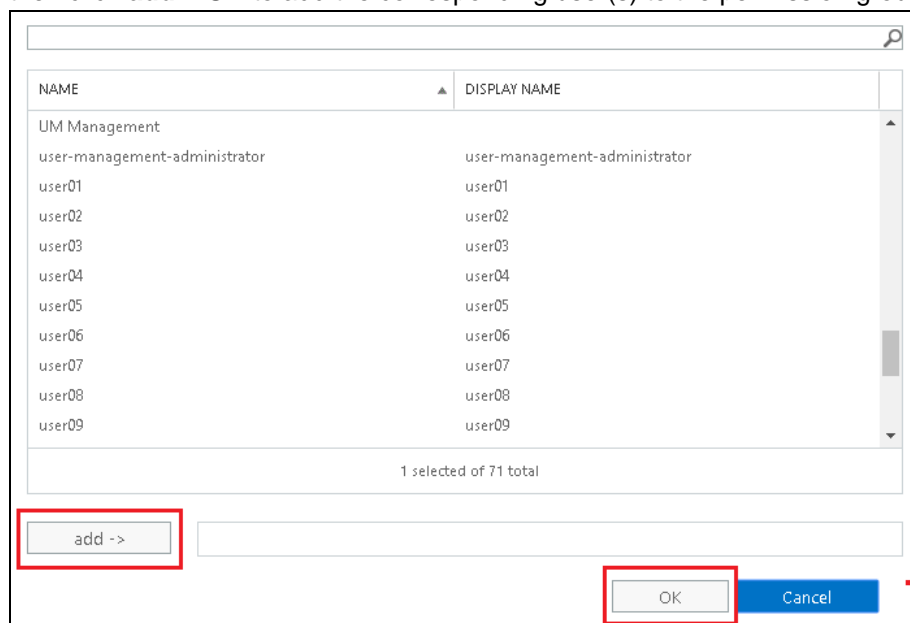 NAME DISPLAY NAME
UM Management
user-management-administrator user-management-administrator
user01 user01
user02 user02
user03 user03
user04 user04
user05 user05
user06 user06
user07 user07
user08 user08
user09 user09
1 selected of 71 total
add ->
OK Cancel